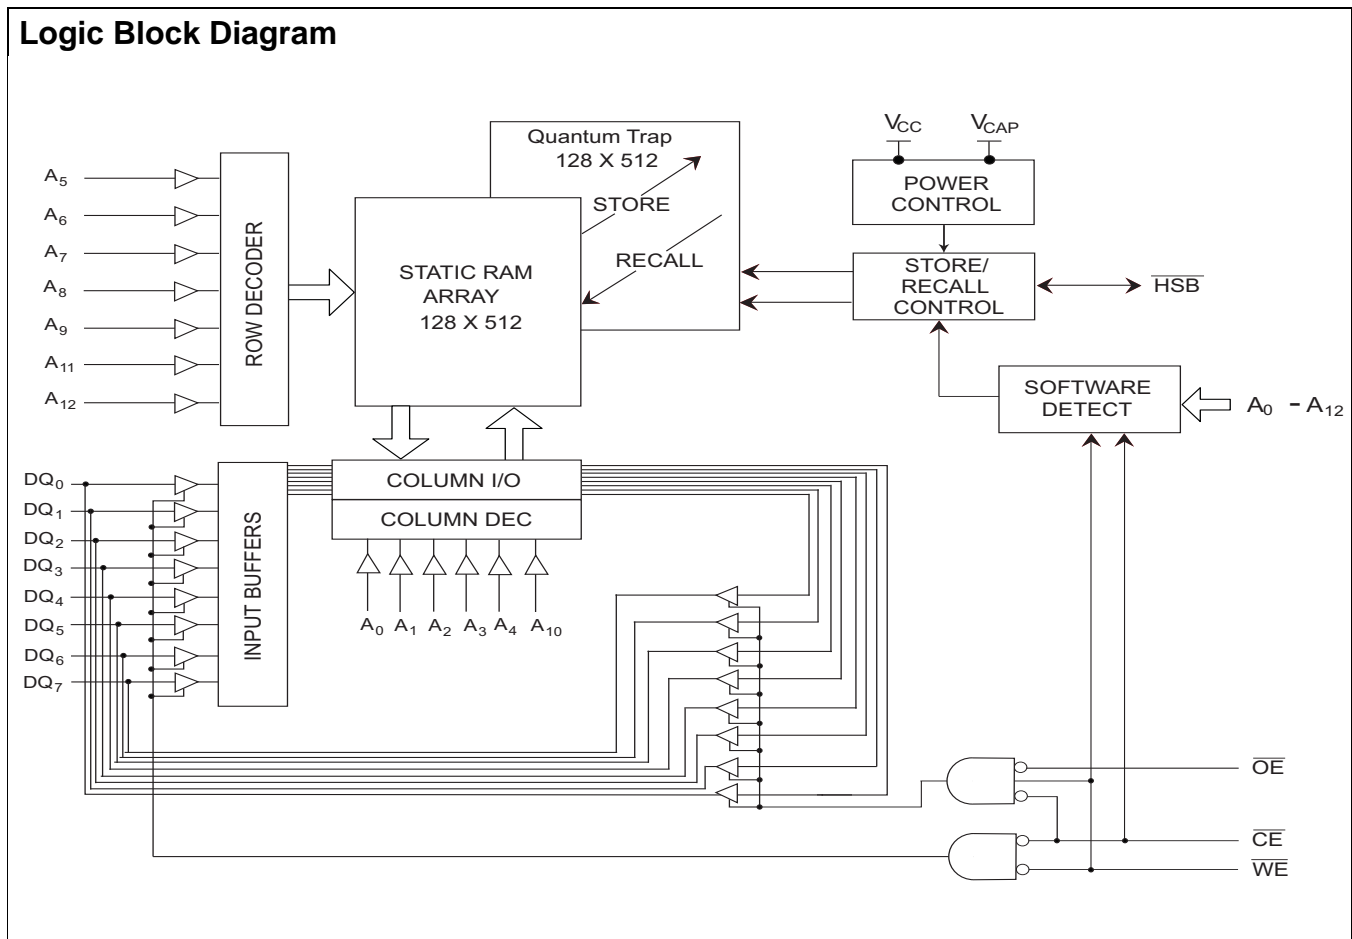 Logic Block Diagram
Quantum Trap
128 X 512
STORE
RECALL
STATIC RAM
ARRAY
128 X 512
VCC
VCAP
POWER
CONTROL
STORE/
RECALL
CONTROL
HSB
SOFTWARE
DETECT
A0 - A12
A5
A6
A7
A8
A9
A11
A12
ROW DECODER
DQ0
DQ1
DQ2
DQ3
DQ4
DQ5
DQ6
DQ7
INPUT BUFFERS
COLUMN I/O
COLUMN DEC
A0 A1 A2 A3 A4 A10
OE
CE
WE